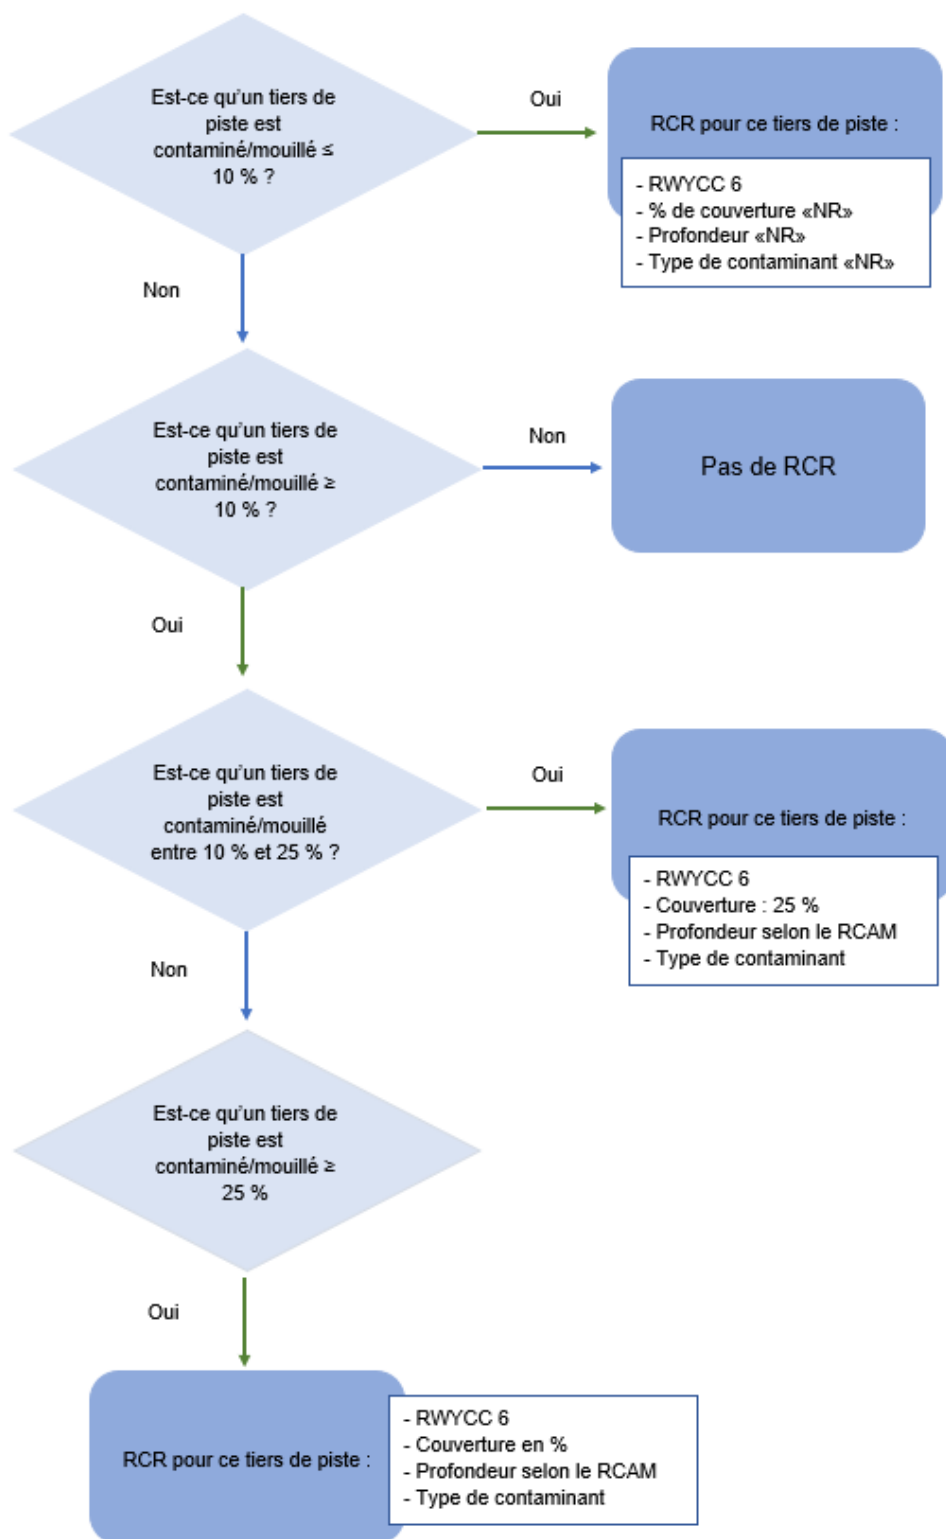 Est-ce qu'un tiers de
piste est
contaminé/mouillé ≤
10 % ?
Oui
RCR pour ce tiers de piste :
- RWYCC 6
- % de couverture «NR»
- Profondeur «NR»
- Type de contaminant «NR»
Non
Est-ce qu'un tiers de
piste est
contaminé/mouillé ≥
10 % ?
Non
Pas de RCR
Oui
Est-ce qu'un tiers de
piste est
contaminé/mouillé
entre 10 % et 25 % ?
Oui
RCR pour ce tiers de piste :
- RWYCC 6
- Couverture : 25 %
- Profondeur selon le RCAM
- Type de contaminant
Non
Est-ce qu'un tiers de
piste est
contaminé/mouillé ≥
25 %
Oui
RCR pour ce tiers de piste :
- RWYCC 6
- Couverture en %
- Profondeur selon le RCAM
- Type de contaminant